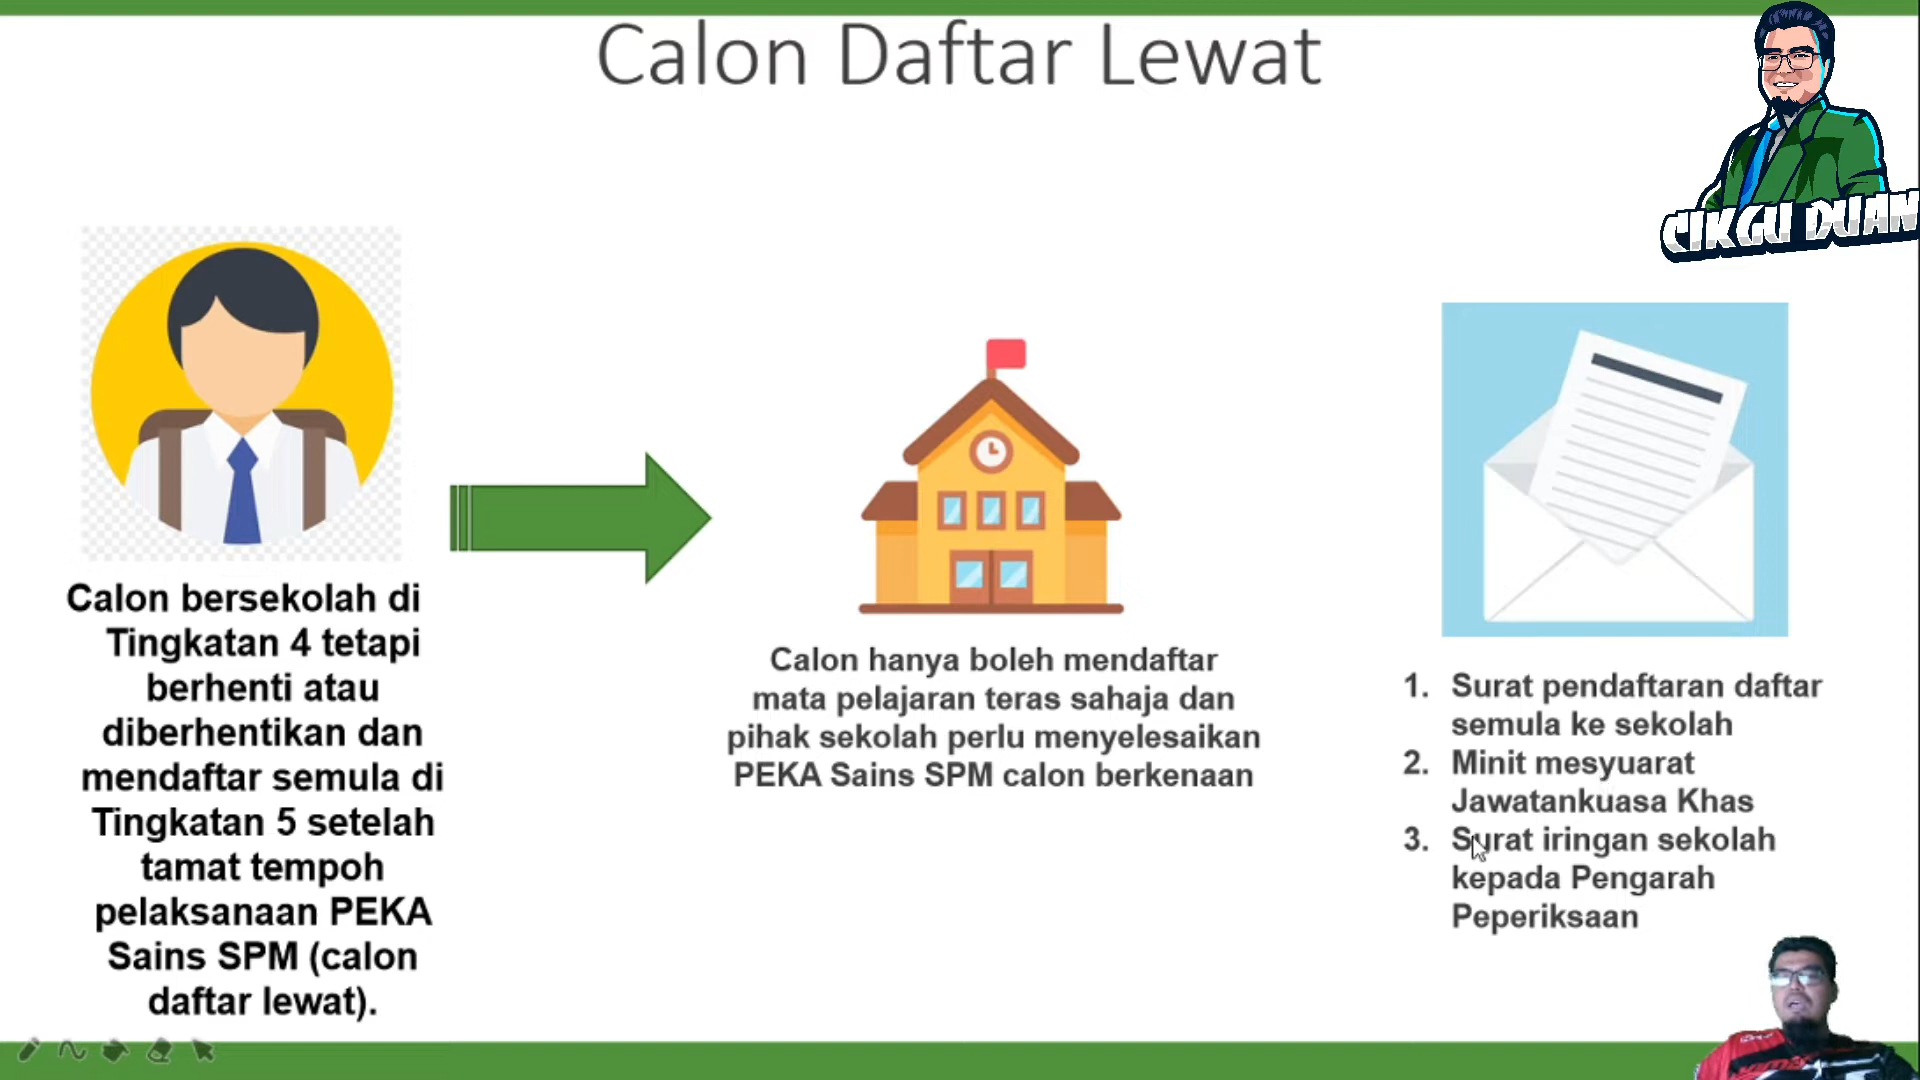 Calon Daftar Lewat
CIKGU DUAN
Calon bersekolah di
Tingkatan 4 tetapi
berhenti atau
diberhentikan dan
mendaftar semula di
Tingkatan 5 setelah
tamat tempoh
pelaksanaan PEKA
Sains SPM (calon
daftar lewat).
Calon hanya boleh mendaftar
mata pelajaran teras sahaja dan
pihak sekolah perlu menyelesaikan
PEKA Sains SPM calon berkenaan
1. Surat pendaftaran daftar
semula ke sekolah
2. Minit mesyuarat
Jawatankuasa Khas
3. Surat iringan sekolah
kepada Pengarah
Peperiksaan